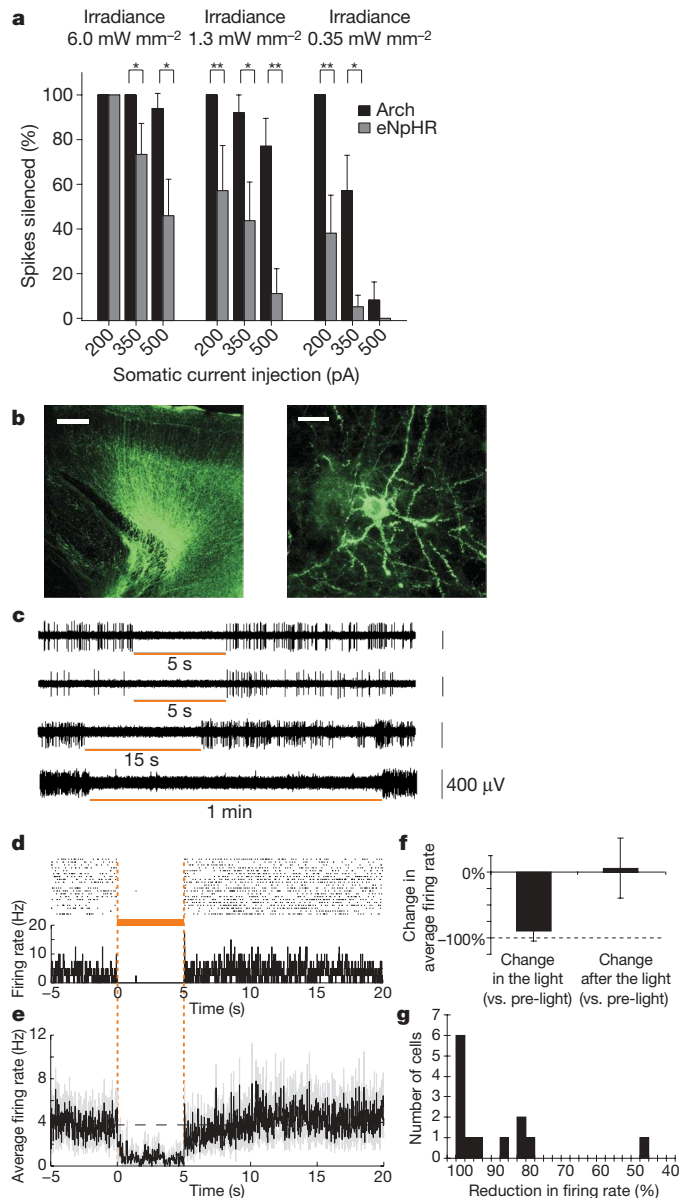 a
Irradiance Irradiance Irradiance
6.0 mW mm⁻² 1.3 mW mm⁻² 0.35 mW mm⁻²
* * ** * ** ** *
Arch
eNpHR
Spikes silenced (%)
100
80
60
40
20
0
200 350 500 200 350 500 200 350 500
Somatic current injection (pA)
b
c
5 s
5 s
15 s
400 μV
1 min
d
Firing rate (Hz)
20
15
10
5
0
−5 0 5 10 15 20
Time (s)
e
Average firing rate (Hz)
12
8
4
0
−5 0 5 10 15 20
Time (s)
f
Change in
average firing rate
0%
−100%
Change Change
in the light after the light
(vs. pre-light) (vs. pre-light)
g
Number of cells
7
6
5
4
3
2
1
0
100 90 80 70 60 50 40
Reduction in firing rate (%)